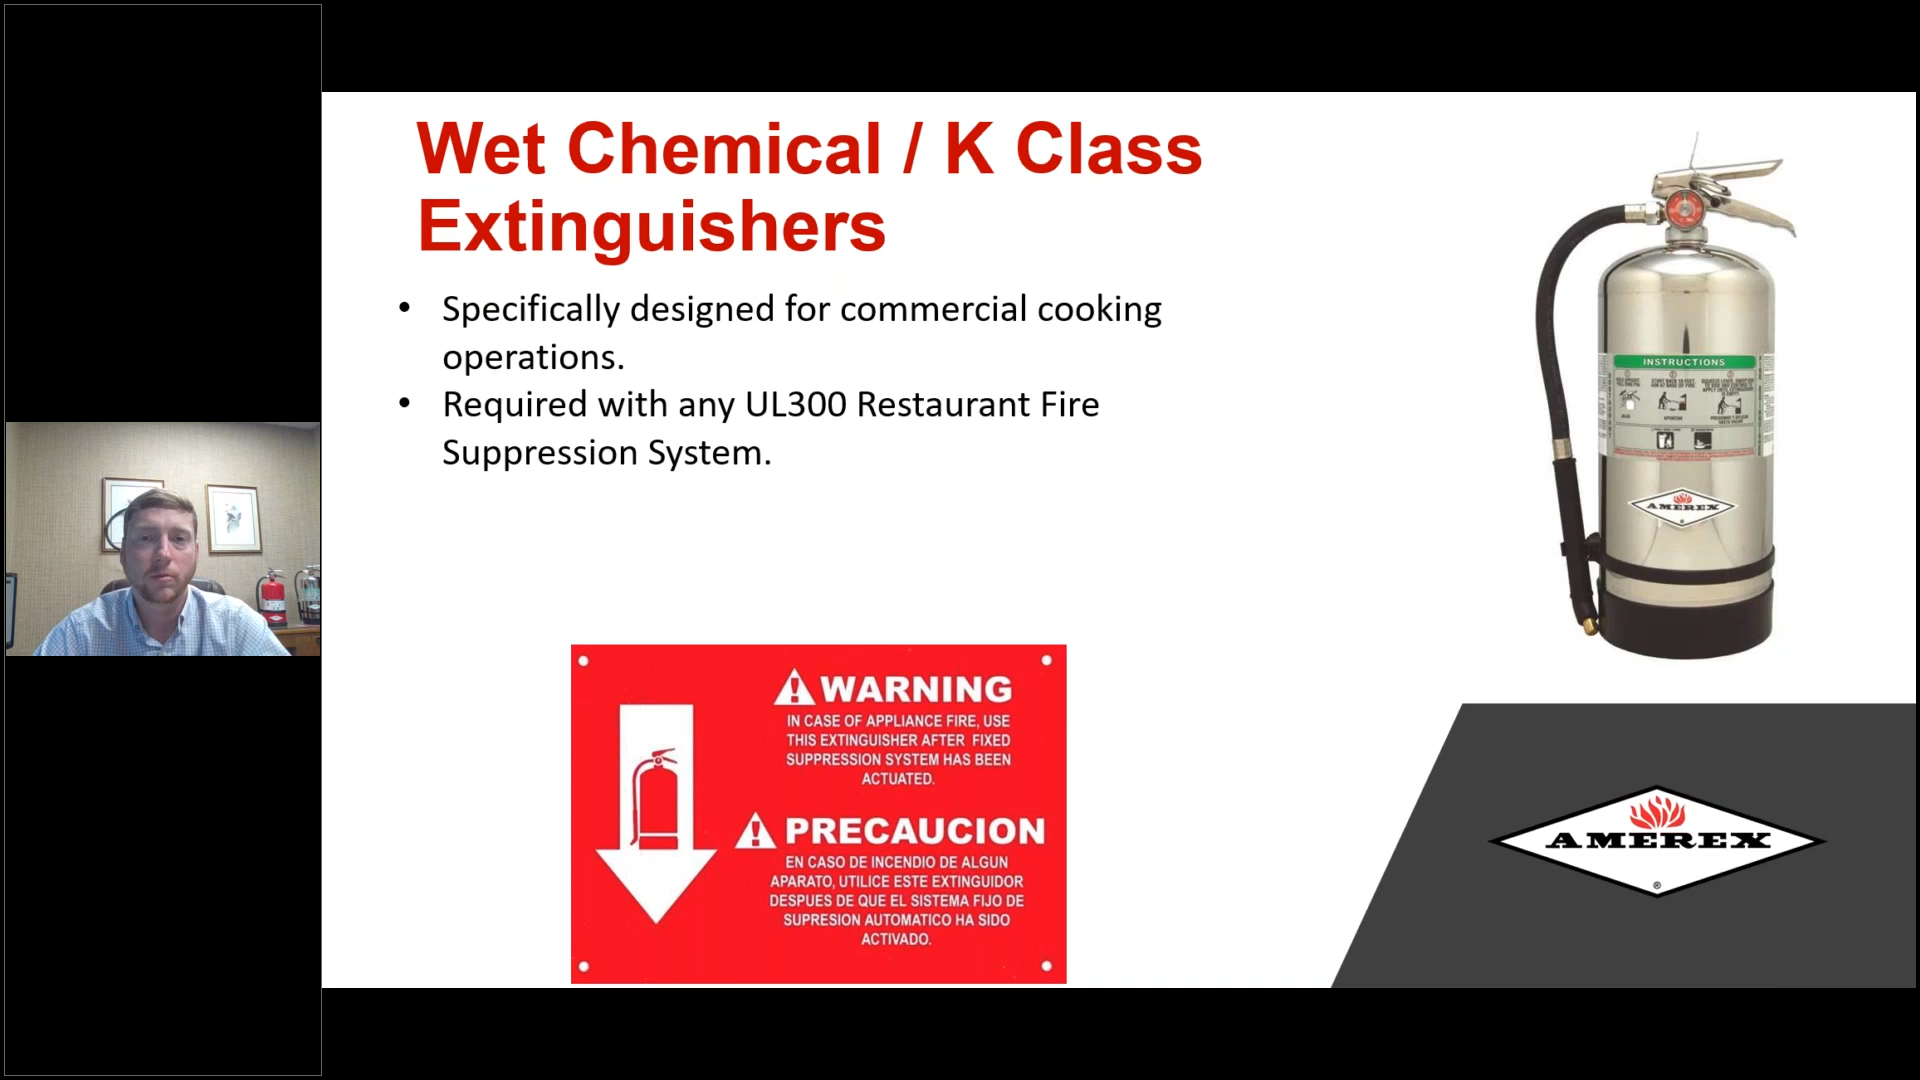 Wet Chemical / K Class
Extinguishers
• Specifically designed for commercial cooking
operations.
• Required with any UL300 Restaurant Fire
Suppression System.
INSTRUCTIONS
AMEREX
WARNING
IN CASE OF APPLIANCE FIRE, USE
THIS EXTINGUISHER AFTER FIXED
SUPPRESSION SYSTEM HAS BEEN
ACTUATED.
PRECAUCION
EN CASO DE INCENDIO DE ALGUN
APARATO, UTILICE ESTE EXTINGUIDOR
DESPUES DE QUE EL SISTEMA FIJO DE
SUPRESION AUTOMATICO HA SIDO
ACTIVADO.
AMEREX
®